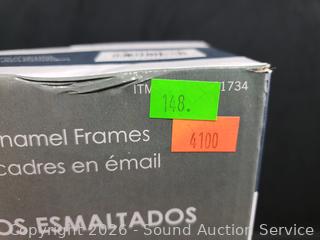 ITM
1734
148.
4100
namel Frames
cadres en émail
OS ESMALTADOS
Copyright 2026 - Sound Auction Service